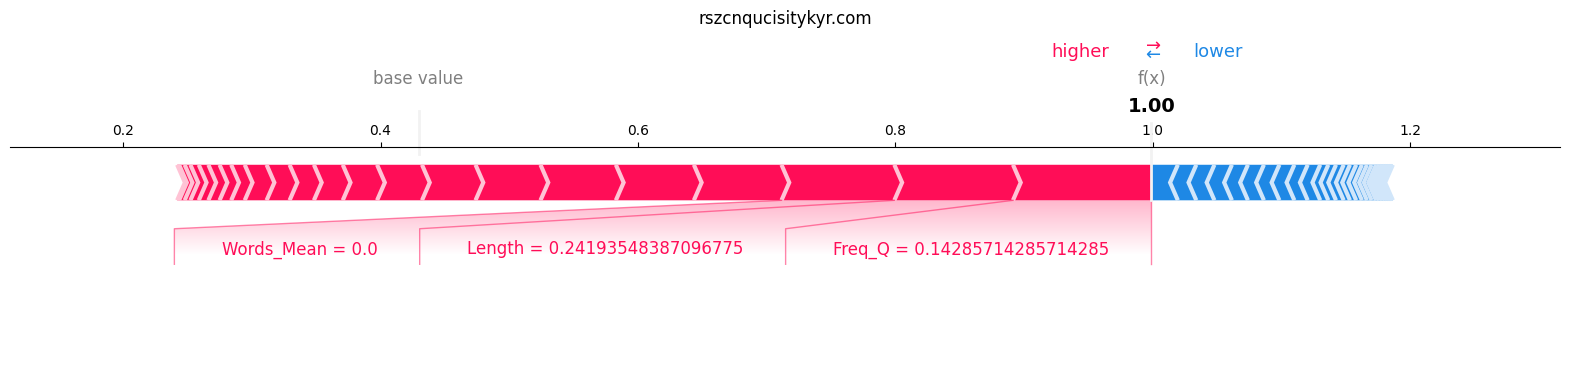 rszcnqucisitykyr.com
higher → ← lower
base value f(x)
1.00
0.2 0.4 0.6 0.8 1.0 1.2
Words_Mean = 0.0 Length = 0.24193548387096775 Freq_Q = 0.14285714285714285